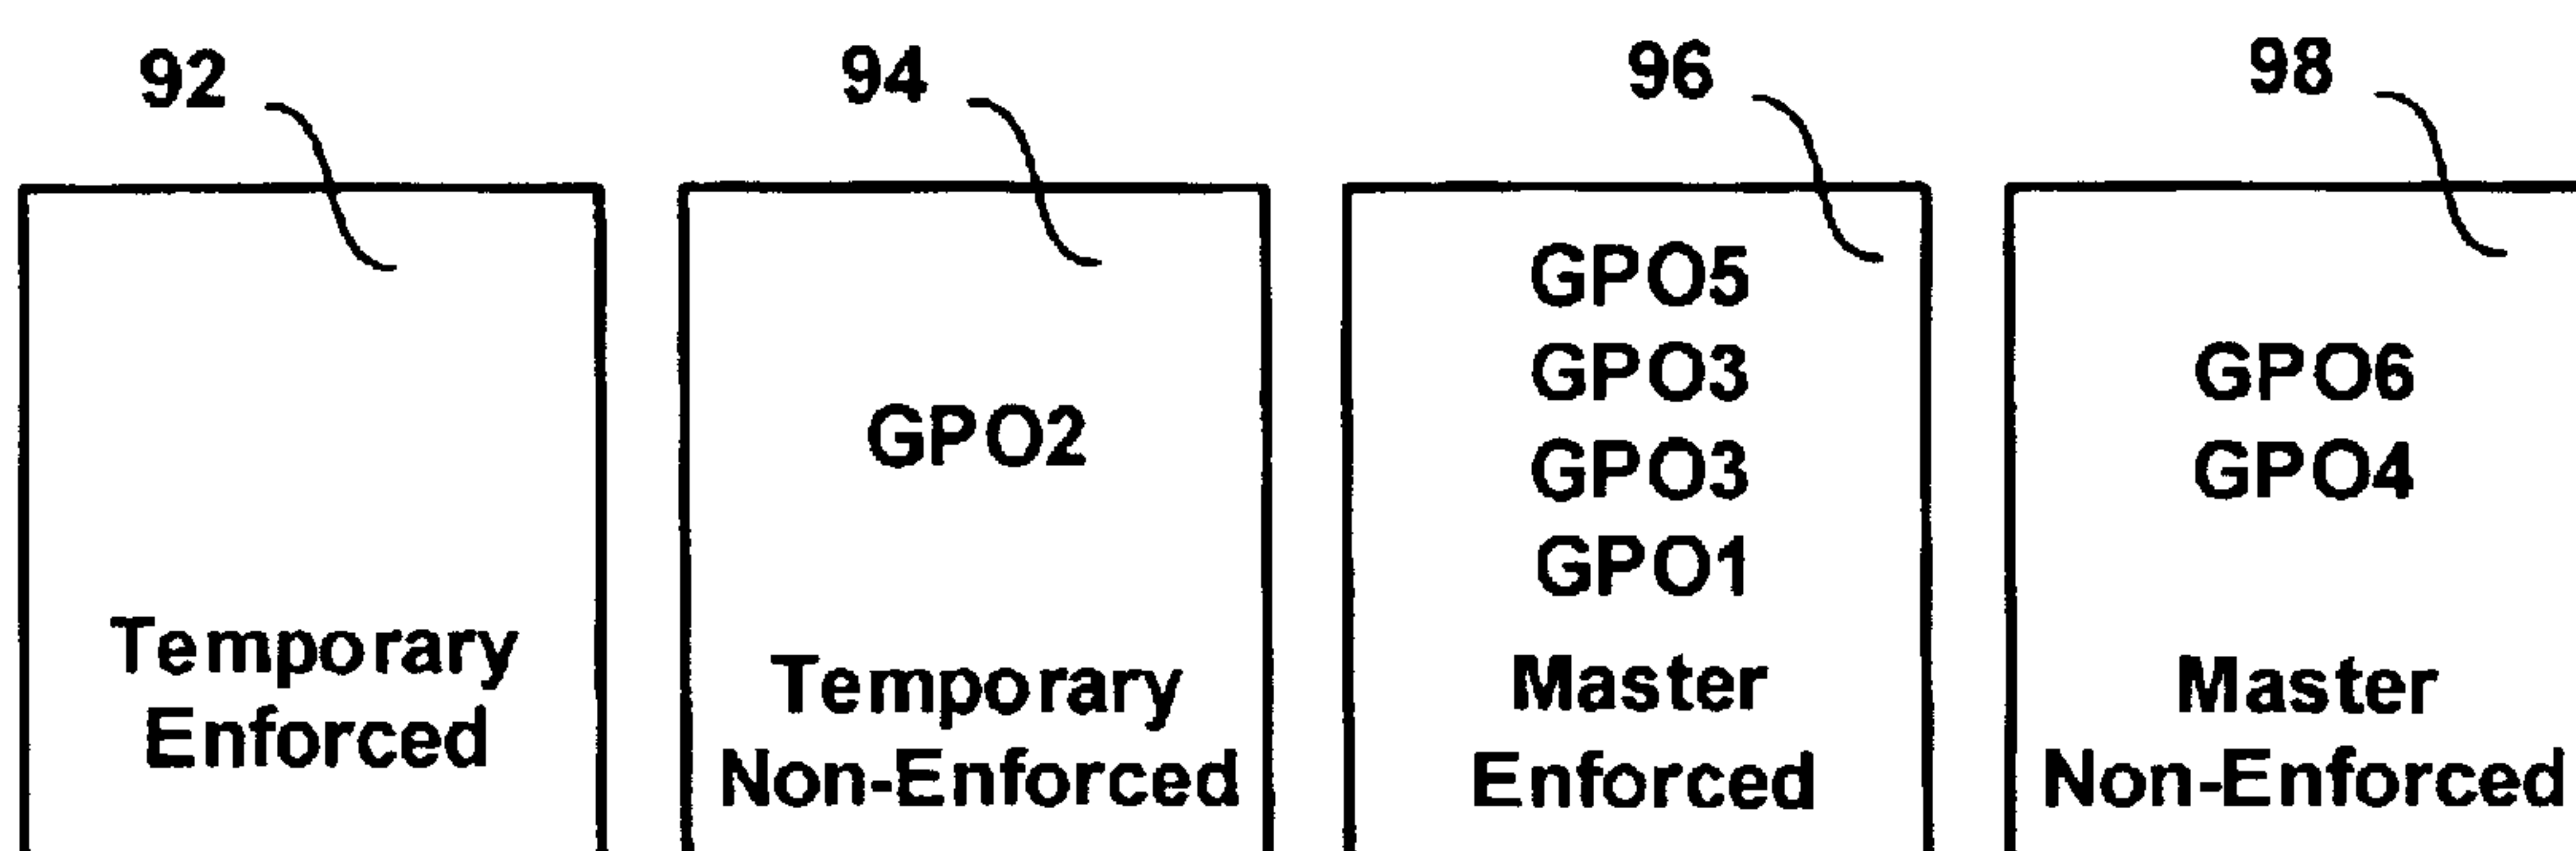 92
94
96
98
Temporary
Enforced
GPO2
Temporary
Non-Enforced
GPO5
GPO3
GPO3
GPO1
Master
Enforced
GPO6
GPO4
Master
Non-Enforced